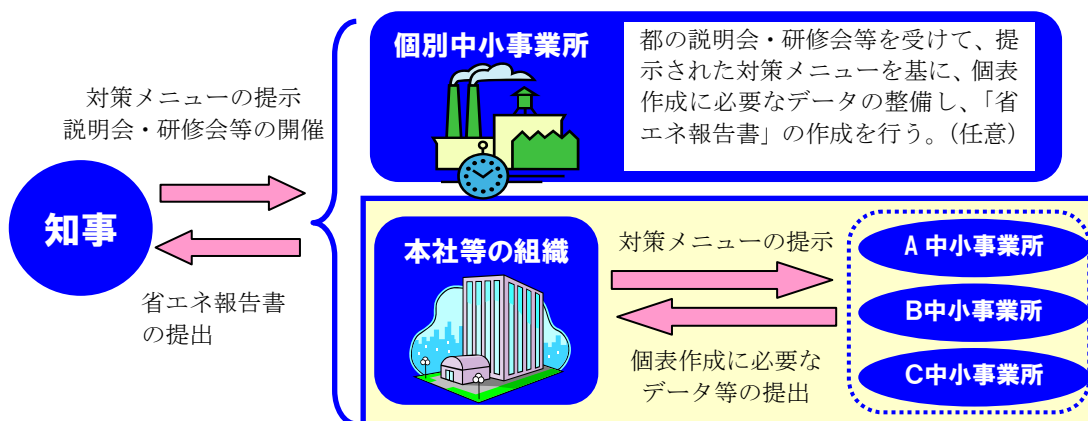 対策メニューの提示
説明会・研修会等の開催
知事
省エネ報告書
の提出
個別中小事業所
都の説明会・研修会等を受けて、提
示された対策メニューを基に、個表
作成に必要なデータの整備し、「省
エネ報告書」の作成を行う。（任意）
本社等の組織
対策メニューの提示
個表作成に必要な
データ等の提出
A 中小事業所
B中小事業所
C中小事業所